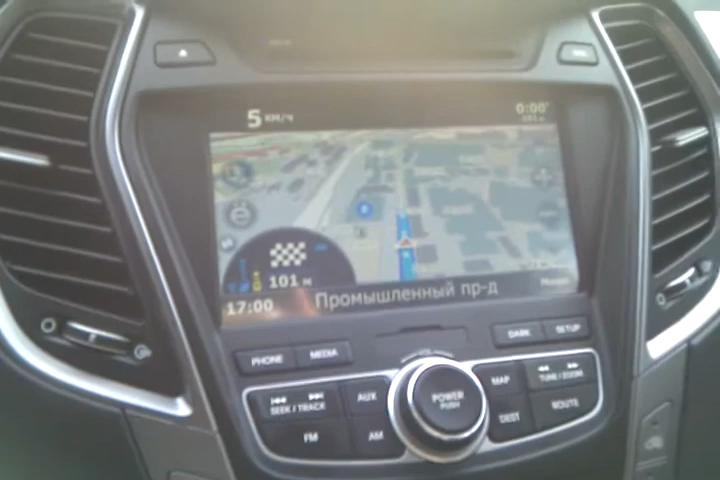 5 КМ/Ч
0:00
101 м
17:00
Промышленный пр-д
DARK
SETUP
PHONE
MEDIA
SEEK / TRACK
AUX
FM
AM
POWER
PUSH
MAP
TUNE / ZOOM
DEST
ROUTE